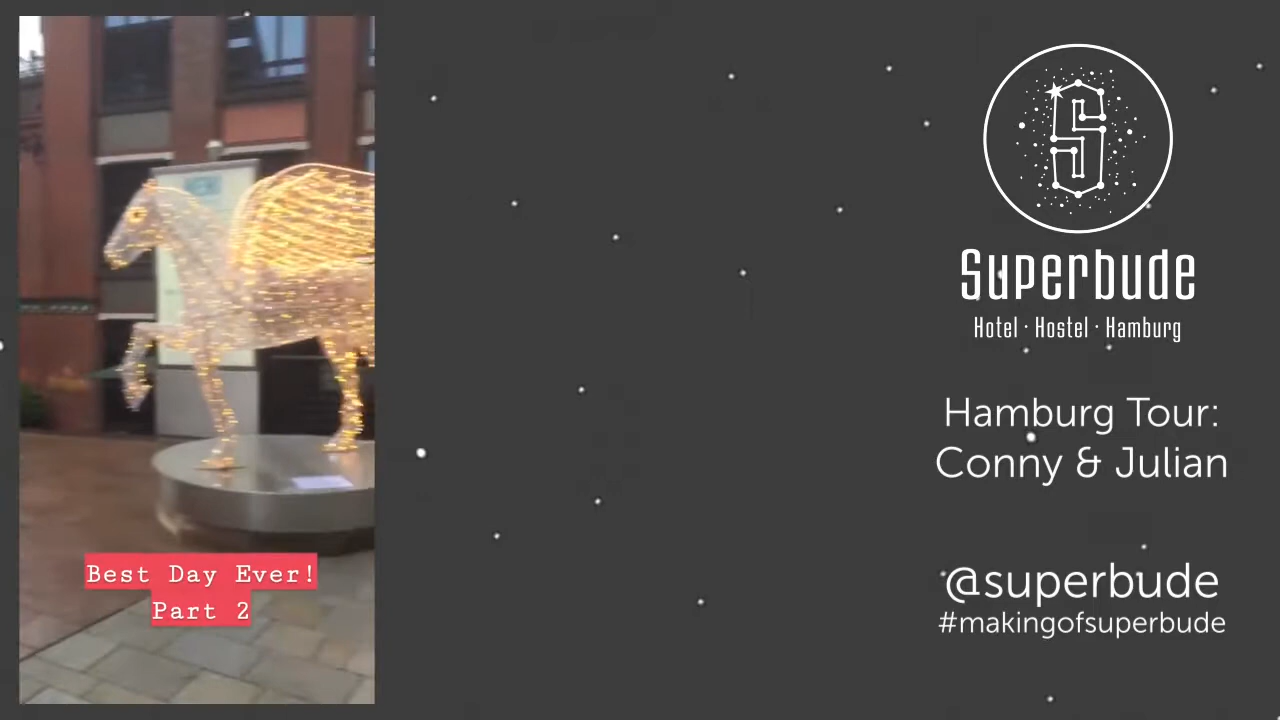 Best Day Ever!
Part 2
Superbude
Hotel · Hostel · Hamburg
Hamburg Tour:
Conny & Julian
@superbude
#makingofsuperbude